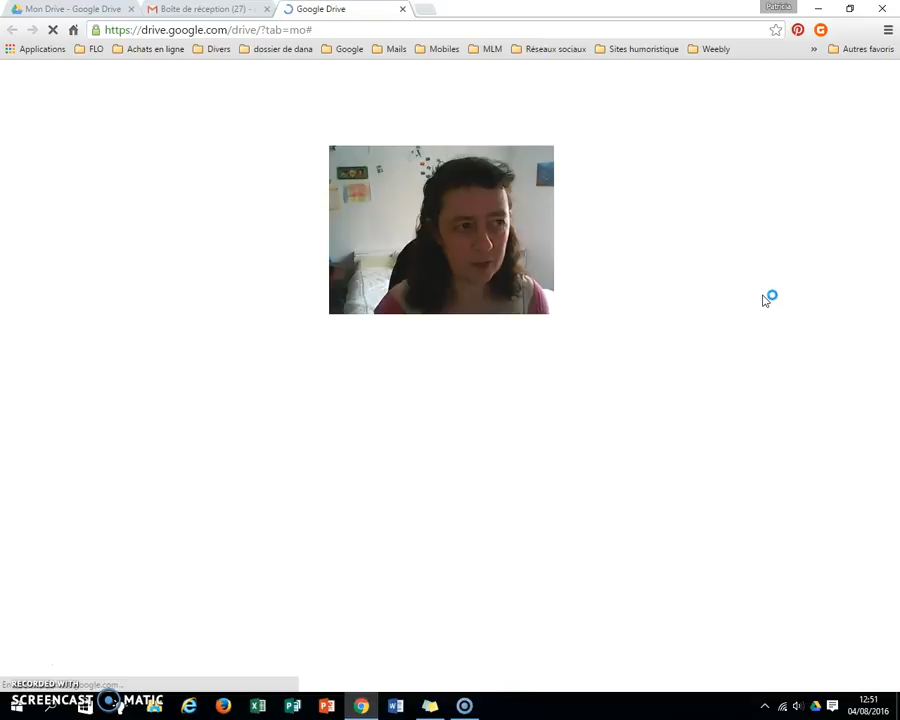 Mon Drive - Google Drive
Boîte de réception (27) -
Google Drive
Patricia
https://drive.google.com/drive/?tab=mo#
Applications
FLO
Achats en ligne
Divers
dossier de dana
Google
Mails
Mobiles
MLM
Réseaux sociaux
Sites humoristique
Weebly
»
Autres favoris
RECORDED WITH
SCREENCAST MATIC
12:51
04/08/2016